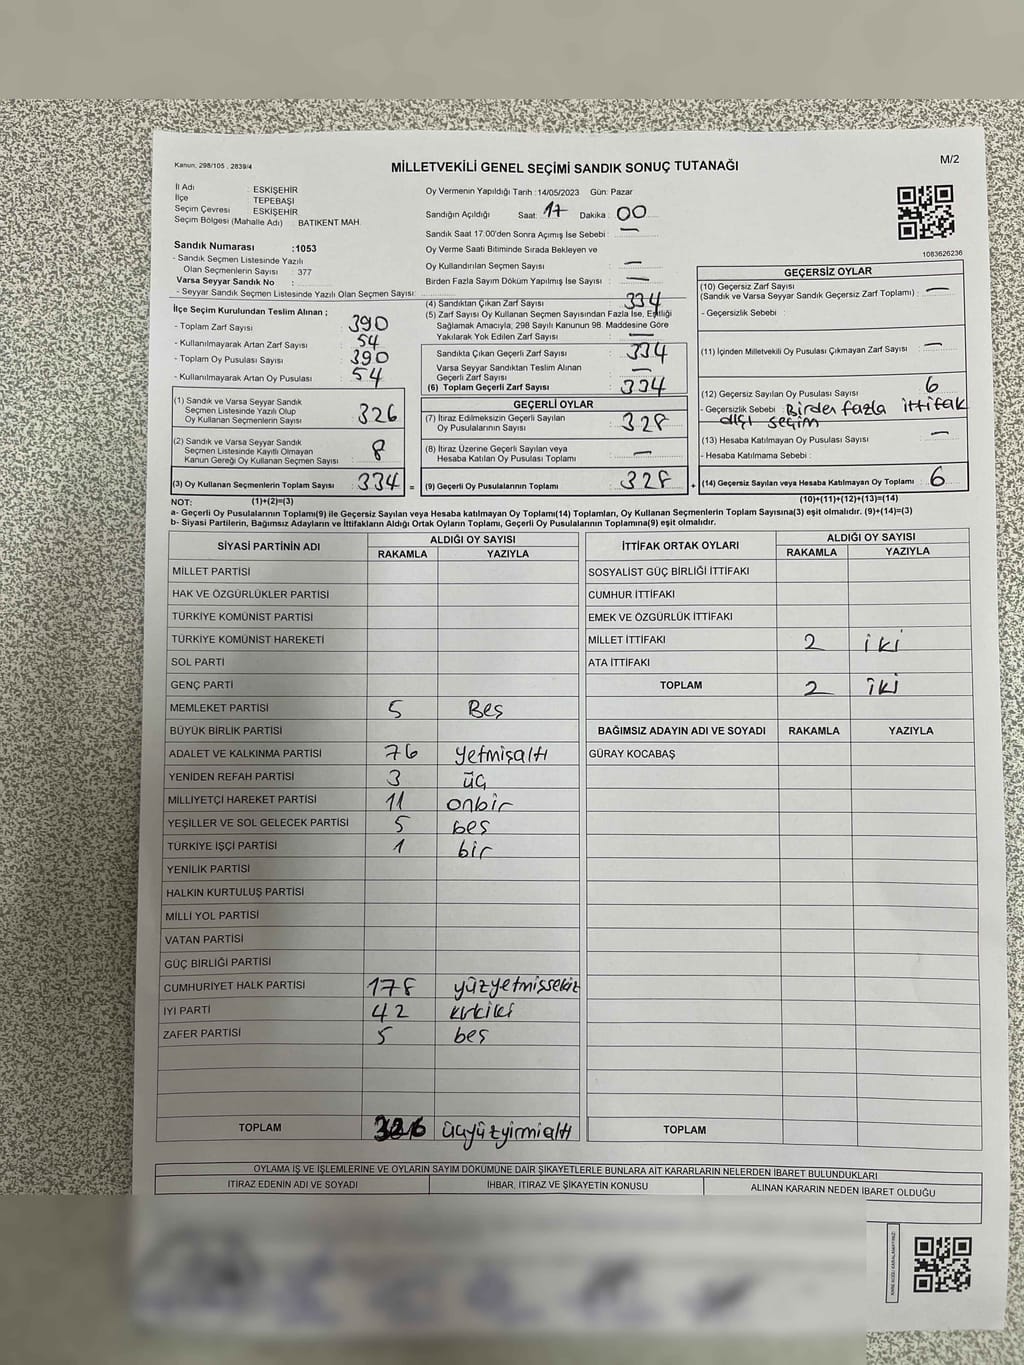 Kanun, 298/105 , 2839/4
MİLLETVEKİLİ GENEL SEÇİMİ SANDIK SONUÇ TUTANAĞI
M/2
İl Adı : ESKİŞEHİR
İlçe : TEPEBAŞI
Seçim Çevresi : ESKİŞEHİR
Seçim Bölgesi (Mahalle Adı) : BATIKENT MAH.
Sandık Numarası :1053
- Sandık Seçmen Listesinde Yazılı
Olan Seçmenlerin Sayısı : 377
Varsa Seyyar Sandık No :
- Seyyar Sandık Seçmen Listesinde Yazılı Olan Seçmen Sayısı:
Oy Vermenin Yapıldığı Tarih : 14/05/2023 Gün: Pazar
Sandığın Açıldığı Saat: 17 Dakika : 00
Sandık Saat 17.00'den Sonra Açımış İse Sebebi : —
Oy Verme Saati Bitiminde Sırada Bekleyen ve
Oy Kullandırılan Seçmen Sayısı : —
Birden Fazla Sayım Döküm Yapılmış İse Sayısı : —
1083626236
İlçe Seçim Kurulundan Teslim Alınan ;
- Toplam Zarf Sayısı : 390
- Kullanılmayarak Artan Zarf Sayısı : 54
- Toplam Oy Pusulası Sayısı : 390
- Kullanılmayarak Artan Oy Pusulası : 54
(1) Sandık ve Varsa Seyyar Sandık
Seçmen Listesinde Yazılı Olup
Oy Kullanan Seçmenlerin Sayısı : 326
(2) Sandık ve Varsa Seyyar Sandık
Seçmen Listesinde Kayıtlı Olmayan
Kanun Gereği Oy Kullanan Seçmen Sayısı : 8
(3) Oy Kullanan Seçmenlerin Toplam Sayısı : 334 =
(1)+(2)=(3)
(4) Sandıktan Çıkan Zarf Sayısı : 334
(5) Zarf Sayısı Oy Kullanan Seçmen Sayısından Fazla İse, Eşitliği
Sağlamak Amacıyla; 298 Sayılı Kanunun 98. Maddesine Göre
Yakılarak Yok Edilen Zarf Sayısı : —
Sandıkta Çıkan Geçerli Zarf Sayısı : 334
Varsa Seyyar Sandıktan Teslim Alınan
Geçerli Zarf Sayısı : —
(6) Toplam Geçerli Zarf Sayısı : 334
GEÇERLİ OYLAR
(7) İtiraz Edilmeksizin Geçerli Sayılan
Oy Pusulalarının Sayısı : 328
(8) İtiraz Üzerine Geçerli Sayılan veya
Hesaba Katılan Oy Pusulası Toplamı : —
(9) Geçerli Oy Pusulalarının Toplamı : 328 +
GEÇERSİZ OYLAR
(10) Geçersiz Zarf Sayısı
(Sandık ve Varsa Seyyar Sandık Geçersiz Zarf Toplamı) : —
- Geçersizlik Sebebi :
(11) İçinden Milletvekili Oy Pusulası Çıkmayan Zarf Sayısı : —
(12) Geçersiz Sayılan Oy Pusulası Sayısı : 6
- Geçersizlik Sebebi : Birden fazla ittifak
dışı seçim
(13) Hesaba Katılmayan Oy Pusulası Sayısı : —
- Hesaba Katılmama Sebebi :
(14) Geçersiz Sayılan veya Hesaba Katılmayan Oy Toplamı : 6
(10)+(11)+(12)+(13)=(14)
NOT:
a- Geçerli Oy Pusulalarının Toplamı(9) ile Geçersiz Sayılan veya Hesaba katılmayan Oy Toplamı(14) Toplamları, Oy Kullanan Seçmenlerin Toplam Sayısına(3) eşit olmalıdır. (9)+(14)=(3)
b- Siyasi Partilerin, Bağımsız Adayların ve İttifakların Aldığı Ortak Oyların Toplamı, Geçerli Oy Pusulalarının Toplamına(9) eşit olmalıdır.
SİYASİ PARTİNİN ADI ALDIĞI OY SAYISI
RAKAMLA YAZIYLA
MİLLET PARTİSİ
HAK VE ÖZGÜRLÜKLER PARTİSİ
TÜRKİYE KOMÜNİST PARTİSİ
TÜRKİYE KOMÜNİST HAREKETİ
SOL PARTİ
GENÇ PARTİ
MEMLEKET PARTİSİ 5 Beş
BÜYÜK BİRLİK PARTİSİ
ADALET VE KALKINMA PARTİSİ 76 yetmişaltı
YENİDEN REFAH PARTİSİ 3 üç
MİLLİYETÇİ HAREKET PARTİSİ 11 onbir
YEŞİLLER VE SOL GELECEK PARTİSİ 5 beş
TÜRKİYE İŞÇİ PARTİSİ 1 bir
YENİLİK PARTİSİ
HALKIN KURTULUŞ PARTİSİ
MİLLİ YOL PARTİSİ
VATAN PARTİSİ
GÜÇ BİRLİĞİ PARTİSİ
CUMHURİYET HALK PARTİSİ 178 yüzyetmişsekiz
İYİ PARTİ 42 kırkiki
ZAFER PARTİSİ 5 beş
TOPLAM 326 üçyüzyirmialtı
İTTİFAK ORTAK OYLARI ALDIĞI OY SAYISI
RAKAMLA YAZIYLA
SOSYALİST GÜÇ BİRLİĞİ İTTİFAKI
CUMHUR İTTİFAKI
EMEK VE ÖZGÜRLÜK İTTİFAKI
MİLLET İTTİFAKI 2 iki
ATA İTTİFAKI
TOPLAM 2 iki
BAĞIMSIZ ADAYIN ADI VE SOYADI RAKAMLA YAZIYLA
GÜRAY KOCABAŞ
TOPLAM
OYLAMA İŞ VE İŞLEMLERİNE VE OYLARIN SAYIM DÖKÜMÜNE DAİR ŞİKAYETLERLE BUNLARA AİT KARARLARIN NELERDEN İBARET BULUNDUKLARI
İTİRAZ EDENİN ADI VE SOYADI İHBAR, İTİRAZ VE ŞİKAYETİN KONUSU ALINAN KARARIN NEDEN İBARET OLDUĞU